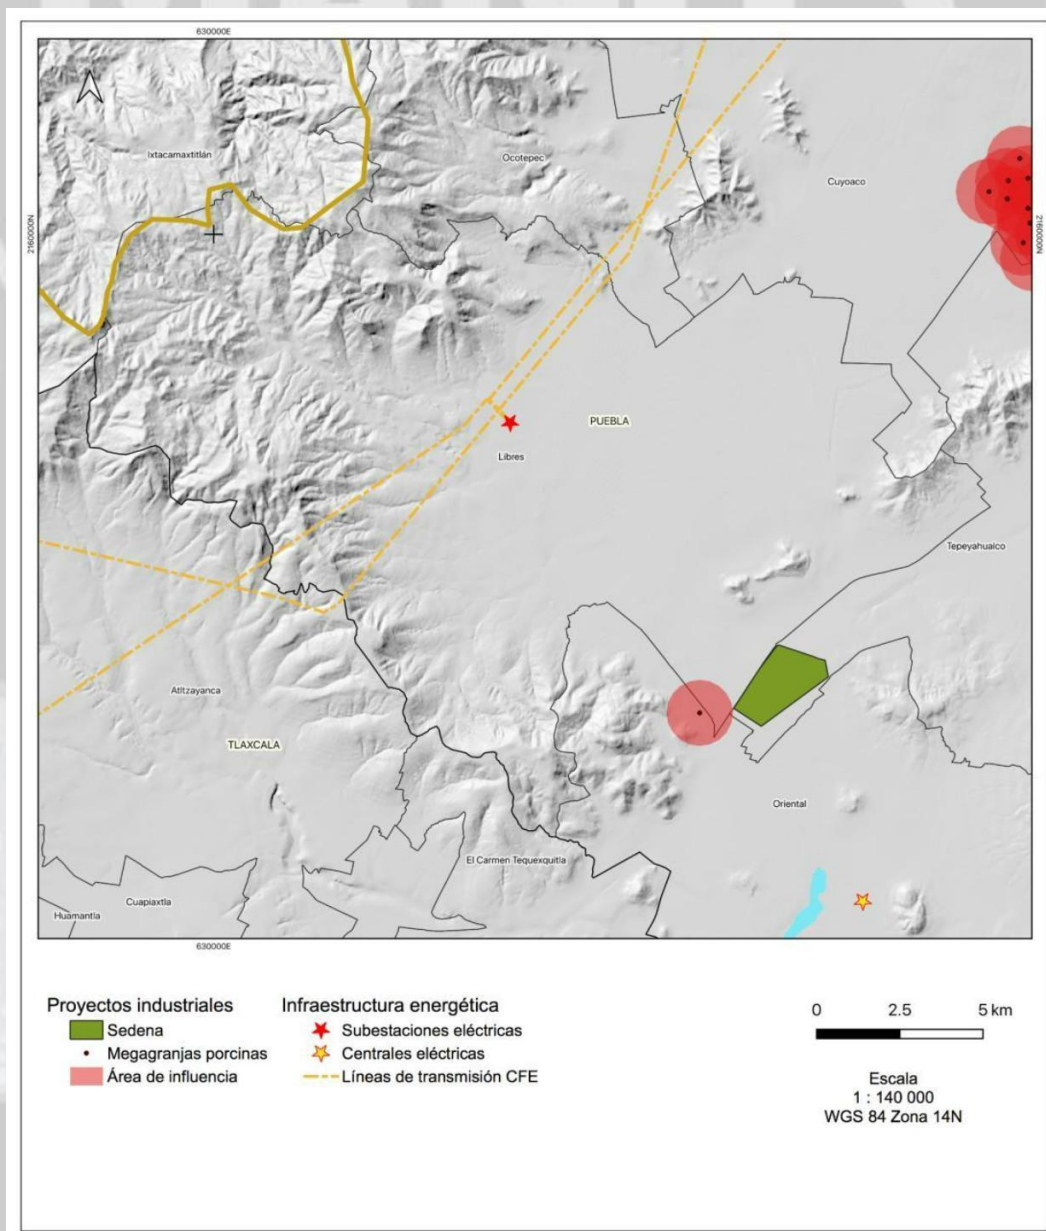 630000E
Ixtacamaxtitlán
Ocotepec
Cuyoaco
2160000N
2160000N
PUEBLA
Libres
Tepeyahualco
Atltzayanca
TLAXCALA
Oriental
El Carmen Tequexquitla
Cuapiaxtla
Huamantla
630000E
Proyectos industriales
Sedena
Megagranjas porcinas
Área de influencia
Infraestructura energética
Subestaciones eléctricas
Centrales eléctricas
Líneas de transmisión CFE
0 2.5 5 km
Escala
1 : 140 000
WGS 84 Zona 14N